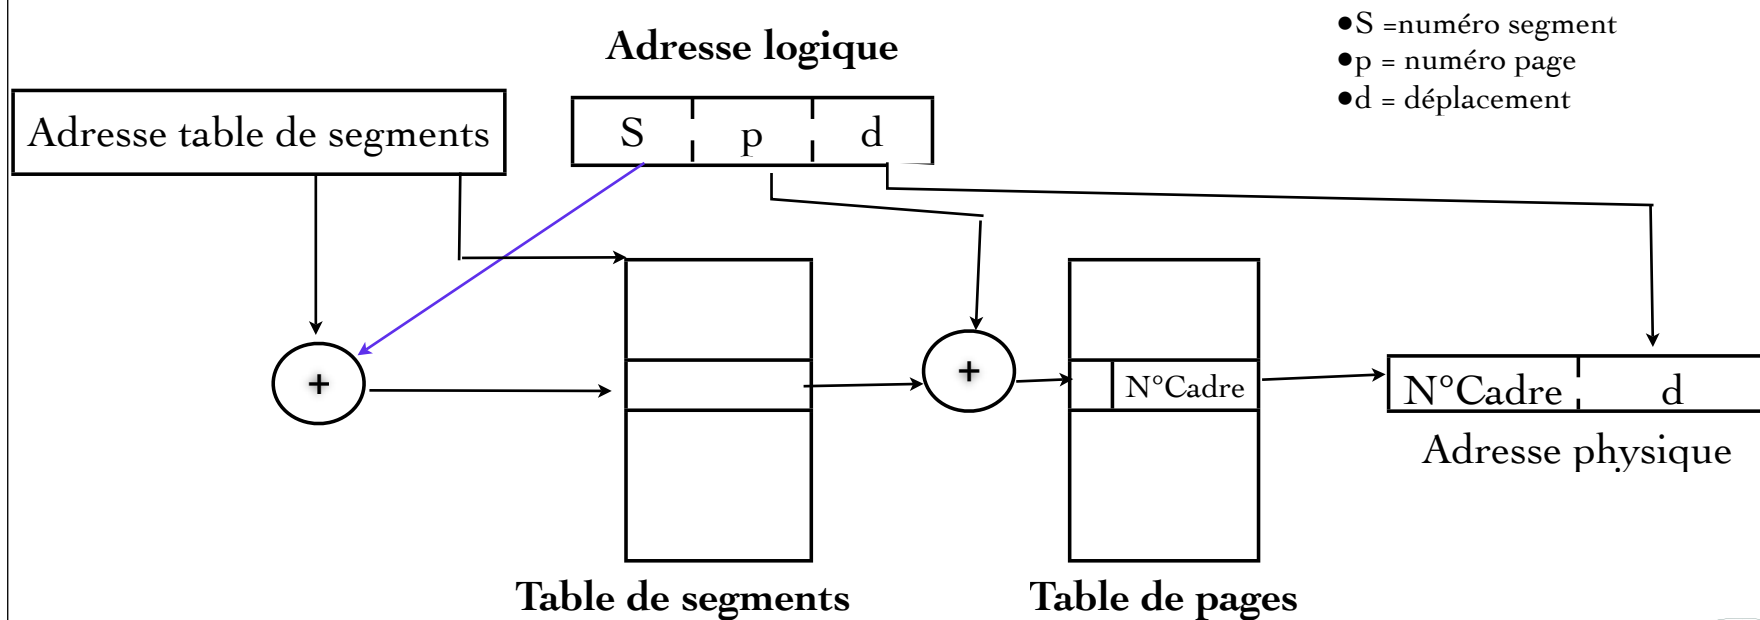 Adresse logique
●S =numéro segment
●p = numéro page
●d = déplacement
Adresse table de segments
S p d
+
+
N°Cadre
N°Cadre d
Adresse physique
Table de segments
Table de pages